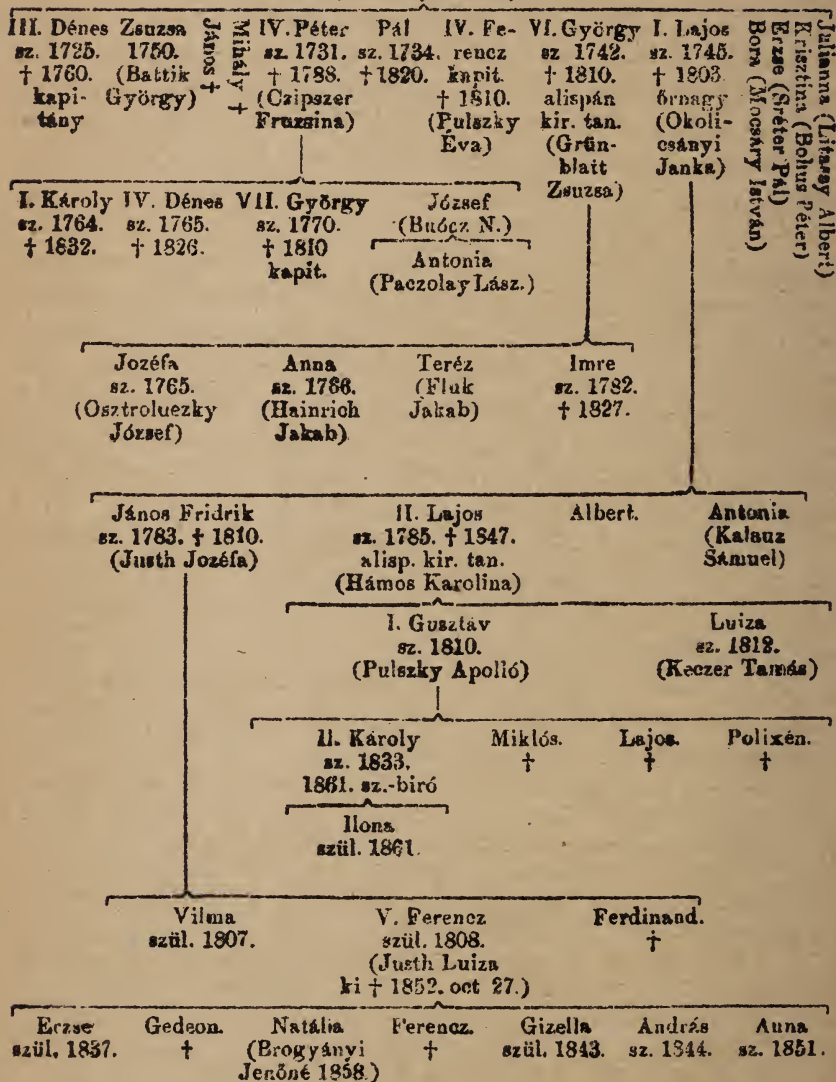 III. Dénes Zsuzsa János † Mihály † IV. Péter Pál IV. Fe- VI. György I. Lajos Bora (Mocsáry István) Erzse (Sréter Pál) Krisztina (Bohus Péter) Julianna (Litassy Albert)
sz. 1725. 1750. sz. 1731. sz. 1734. rencz sz 1742. sz. 1745.
† 1760. (Battik † 1788. † 1820. kapit. † 1810. † 1803.
kapi- György) (Czipszer † 1810. alispán őrnagy
tány Fruzsina) (Pulszky kir. tan. (Okoli-
Éva) (Grün- csányi
blait Janka)
Zsuzsa)
I. Károly IV. Dénes VII. György József
sz. 1764. sz. 1765. sz. 1770. (Buócz N.)
† 1832. † 1826. † 1810 Antonia
kapit. (Paczolay Lász.)
Jozéfa Anna Teréz Imre
sz. 1765. sz. 1766. (Fluk sz. 1782.
(Osztroluezky (Hainrich Jakab) † 1827.
József) Jakab)
János Fridrik II. Lajos Albert. Antonia
sz. 1783. † 1810. sz. 1785. † 1847. (Kalauz
(Justh Jozéfa) alisp. kir. tan. Sámuel)
(Hámos Karolina)
I. Gusztáv Luiza
sz. 1810. sz. 1812.
(Pulszky Apolló) (Keczer Tamás)
II. Károly Miklós. Lajos. Polixén.
sz. 1833. † † †
1861. sz.-biró
Ilona
szül. 1861.
Vilma V. Ferencz Ferdinand.
szül. 1807. szül. 1808. †
(Justh Luiza
ki † 1852. oct 27.)
Erzse Gedeon. Natália Ferencz. Gizella András Anna
szül. 1837. † (Brogyányi † szül. 1843. sz. 1844. sz. 1851.
Jenőné 1858.)